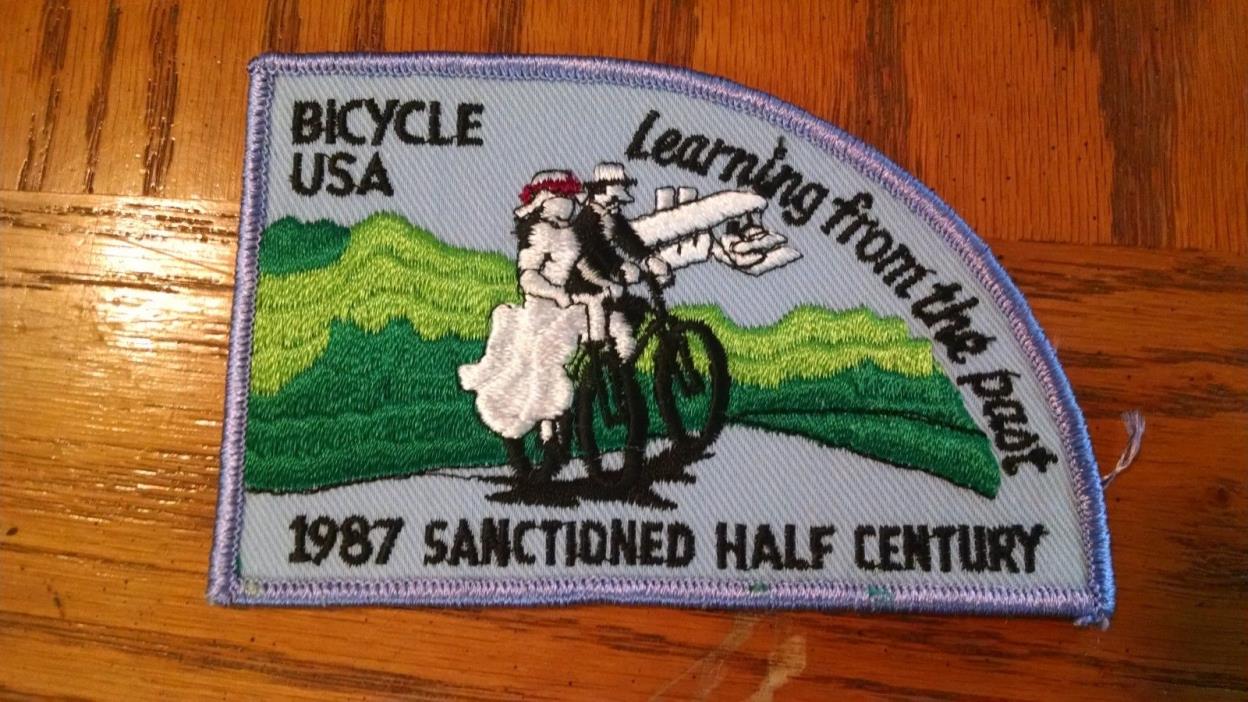 BICYCLE
USA
Learning from the past
1987 SANCTIONED HALF CENTURY